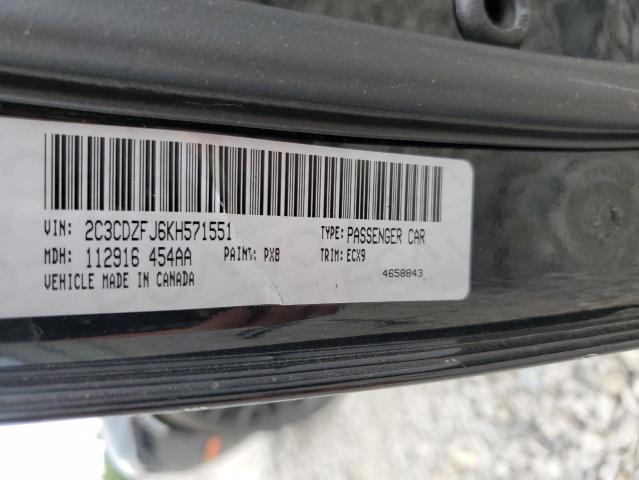 VIN: 2C3CDZFJ6KH571551 TYPE: PASSENGER CAR
MDH: 112916 454AA PAINT: PX8 TRIM: ECX9
VEHICLE MADE IN CANADA 4658843